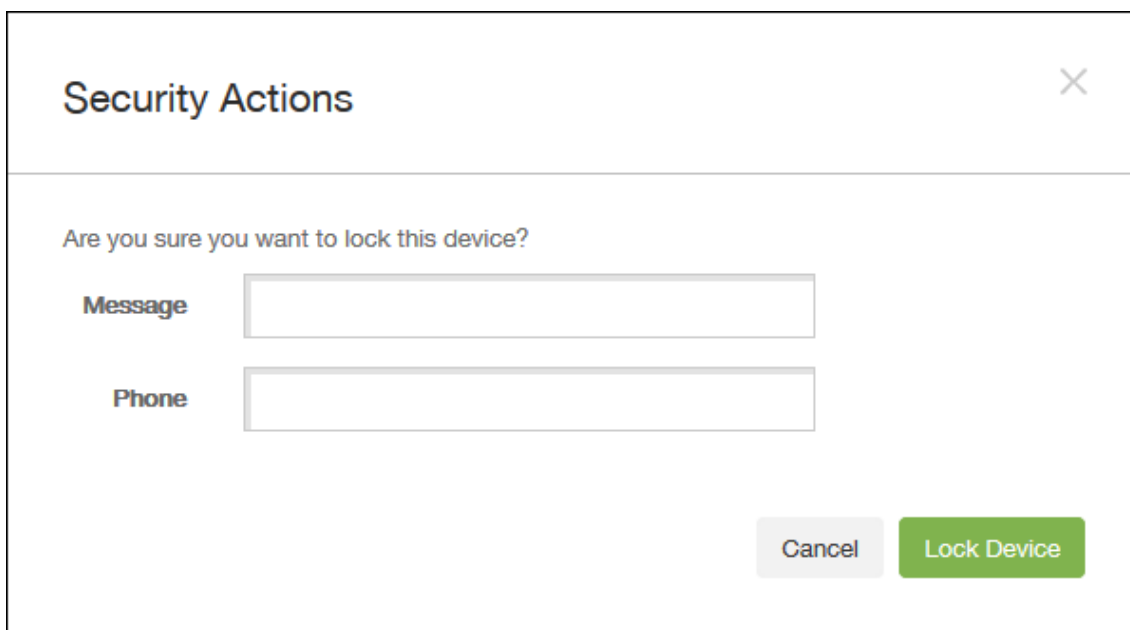 Security Actions
Are you sure you want to lock this device?
Message
Phone
Cancel Lock Device